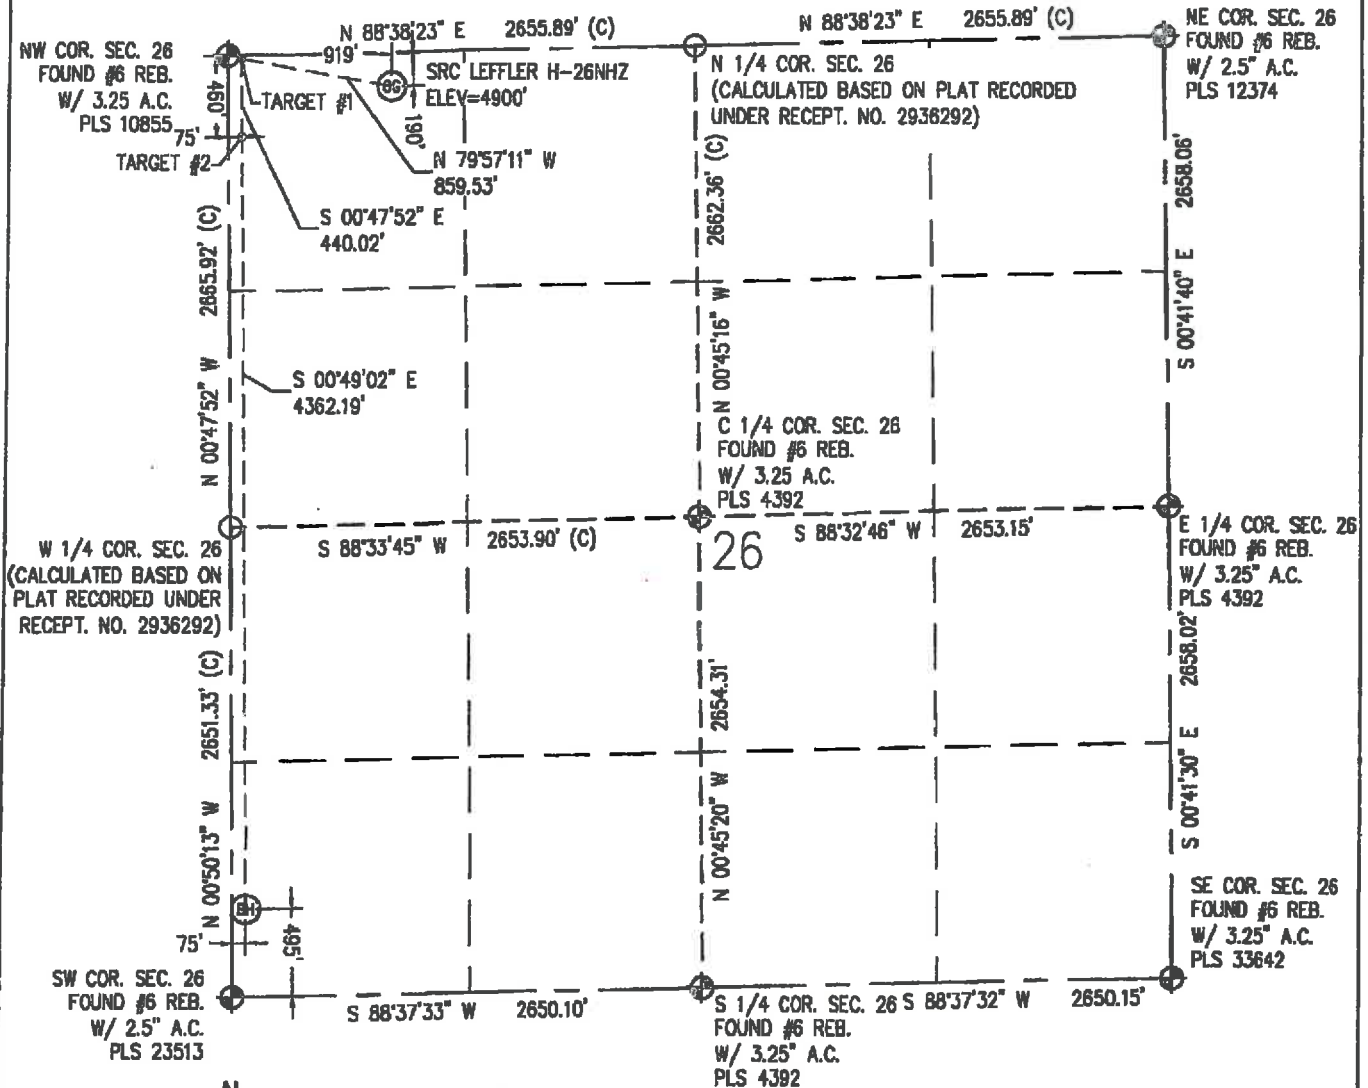 N 88°38'23" E 2655.89' (C)
N 88°38'23" E 2655.89' (C)
NW COR. SEC. 26
FOUND #6 REB.
W/ 3.25 A.C.
PLS 10855
919'
460'
75'
TARGET #1
TARGET #2
SRC LEFFLER H-26NHZ
ELEV=4900'
190'
N 79°57'11" W
859.53'
S 00°47'52" E
440.02'
N 1/4 COR. SEC. 26
(CALCULATED BASED ON PLAT RECORDED
UNDER RECEPT. NO. 2936292)
NE COR. SEC. 26
FOUND #6 REB.
W/ 2.5" A.C.
PLS 12374
N 00°47'52" W 2665.92' (C)
N 00°45'16" W 2662.36' (C)
S 00°41'40" E 2658.06'
S 00°49'02" E
4362.19'
C 1/4 COR. SEC. 26
FOUND #6 REB.
W/ 3.25 A.C.
PLS 4392
W 1/4 COR. SEC. 26
(CALCULATED BASED ON
PLAT RECORDED UNDER
RECEPT. NO. 2936292)
S 88°33'45" W 2653.90' (C)
26
S 88°32'46" W 2653.15'
E 1/4 COR. SEC. 26
FOUND #6 REB.
W/ 3.25" A.C.
PLS 4392
N 00°50'13" W 2651.33' (C)
N 00°45'20" W 2654.31'
S 00°41'30" E 2658.02'
BH
75'
495'
SW COR. SEC. 26
FOUND #6 REB.
W/ 2.5" A.C.
PLS 23513
S 88°37'33" W 2650.10'
S 1/4 COR. SEC. 26
FOUND #6 REB.
W/ 3.25" A.C.
PLS 4392
S 88°37'32" W 2650.15'
SE COR. SEC. 26
FOUND #6 REB.
W/ 3.25" A.C.
PLS 33642